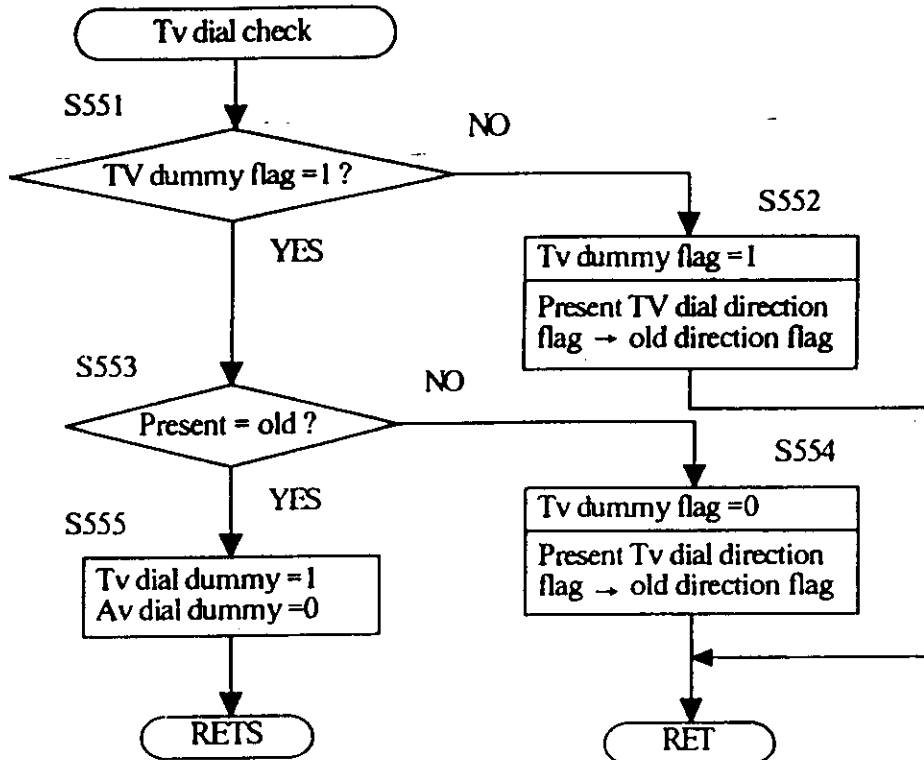 Tv dial check
S551
NO
TV dummy flag =1 ?
S552
YES
Tv dummy flag =1
Present TV dial direction
flag → old direction flag
S553
NO
Present = old ?
S554
YES
Tv dummy flag =0
S555
Present Tv dial direction
flag → old direction flag
Tv dial dummy =1
Av dial dummy =0
RETS
RET